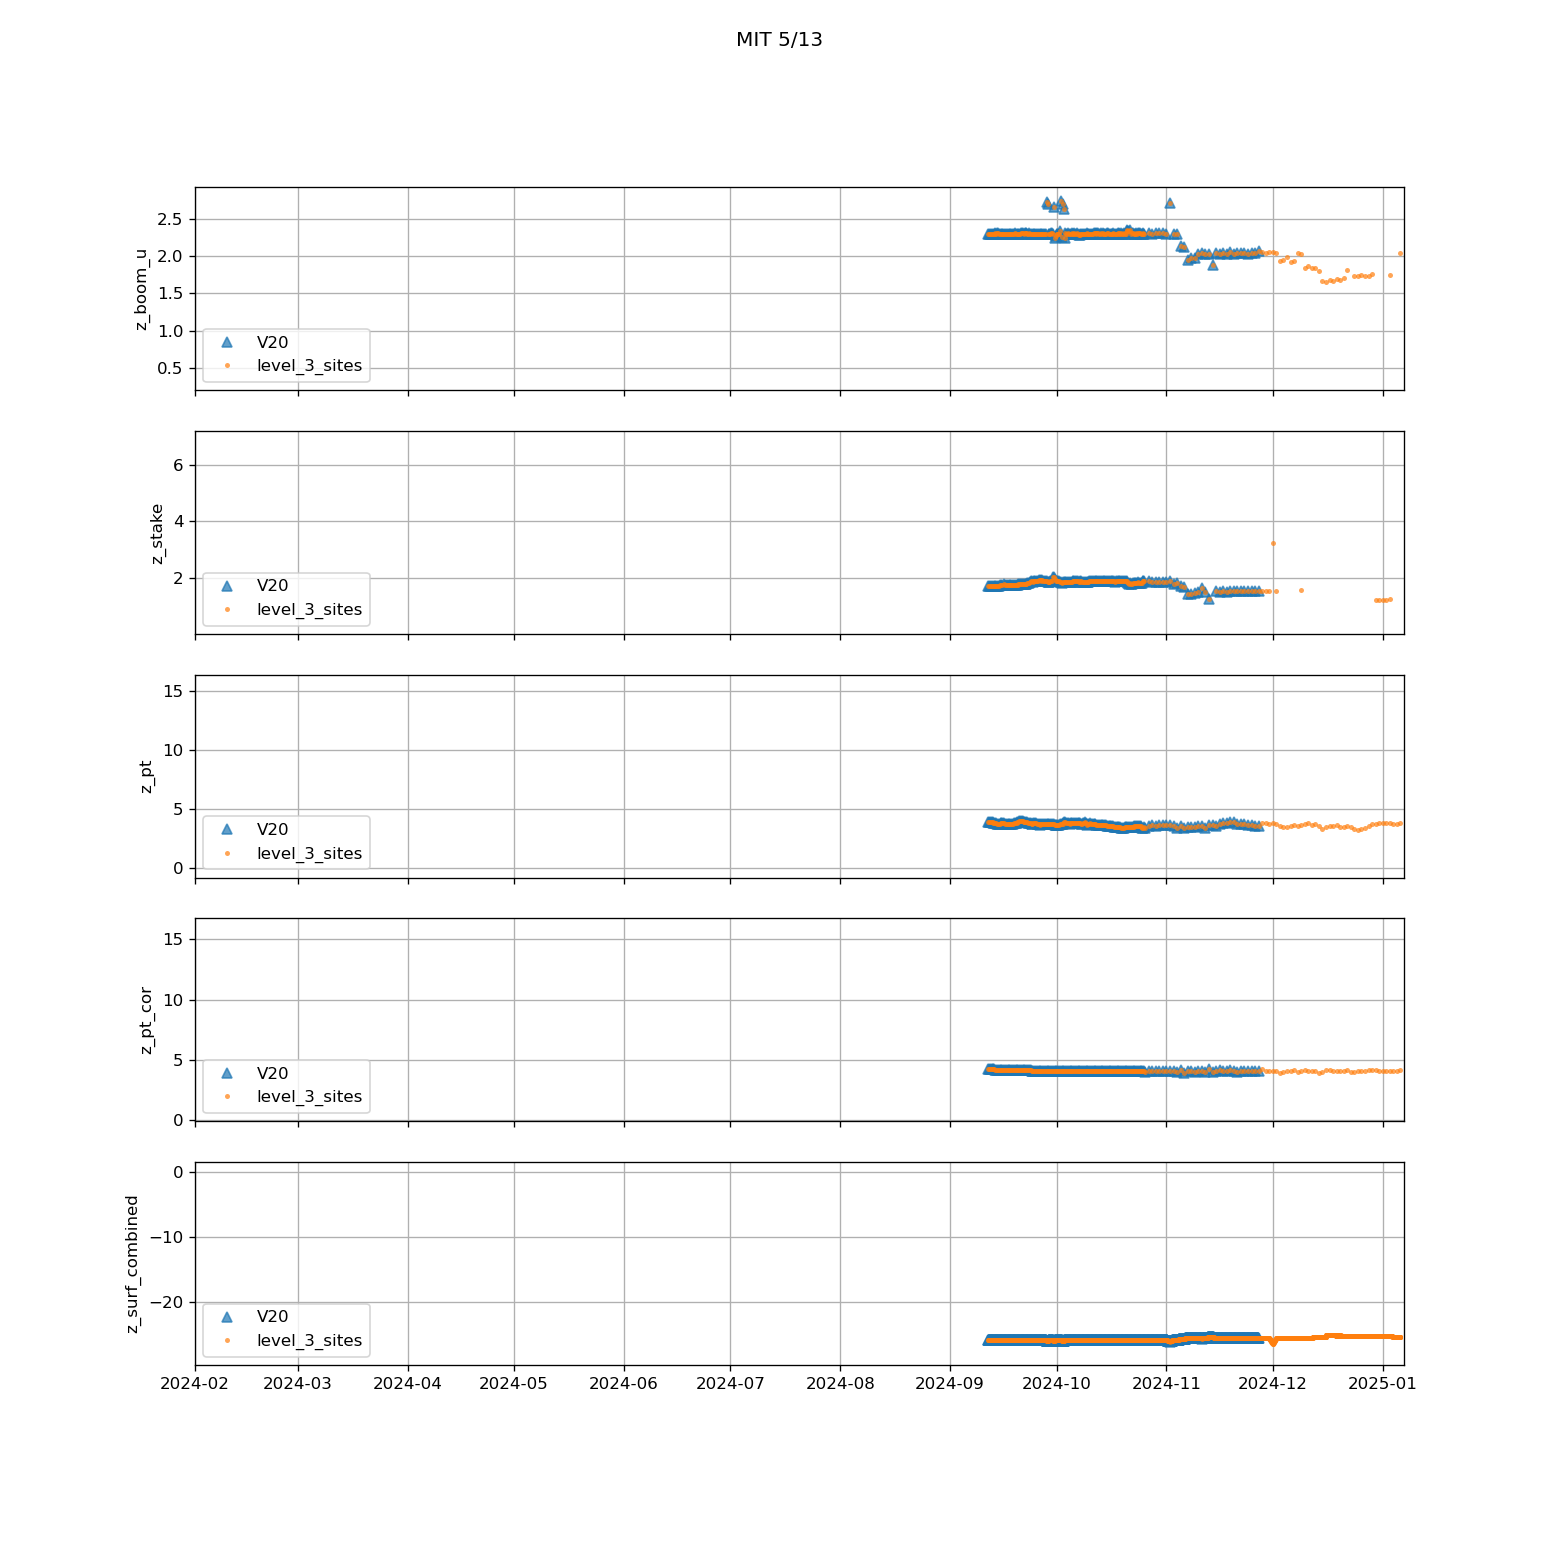 MIT 5/13
z_boom_u
2.5
2.0
1.5
1.0
0.5
V20
level_3_sites
z_stake
6
4
2
V20
level_3_sites
z_pt
15
10
5
0
V20
level_3_sites
z_pt_cor
15
10
5
0
V20
level_3_sites
z_surf_combined
0
−10
−20
V20
level_3_sites
2024-02 2024-03 2024-04 2024-05 2024-06 2024-07 2024-08 2024-09 2024-10 2024-11 2024-12 2025-01